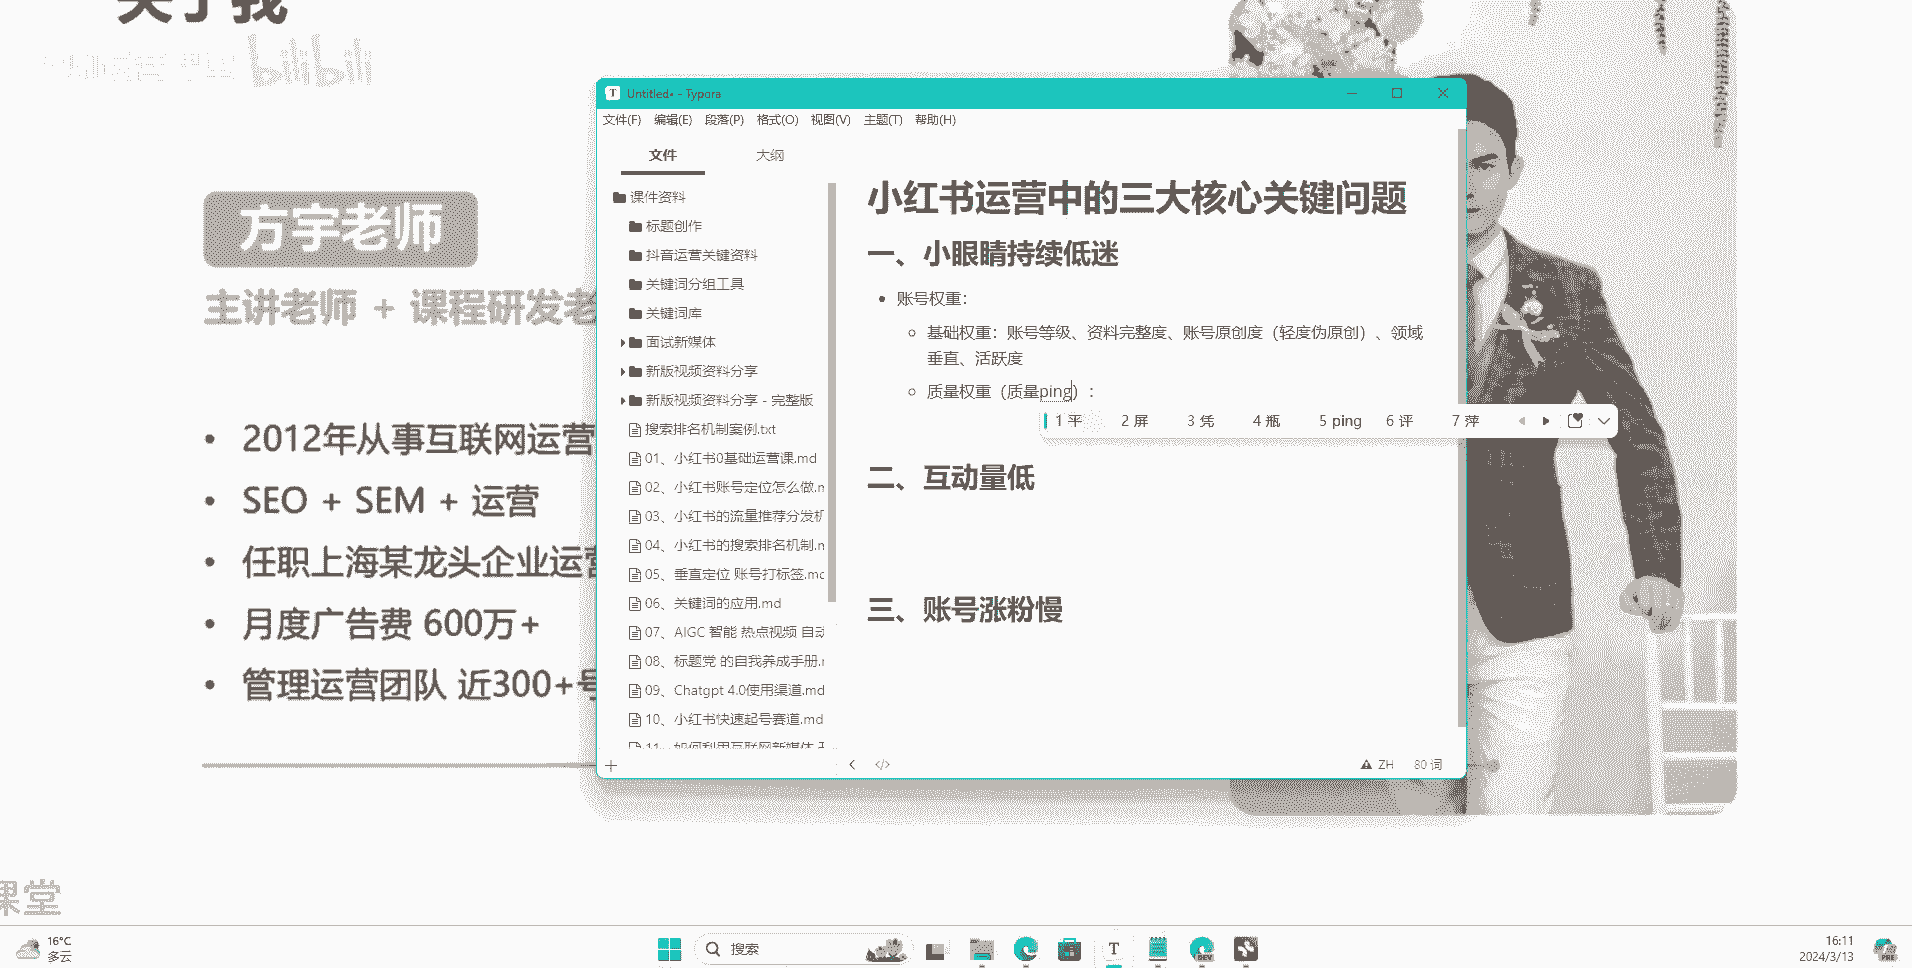 关于我
bilibili
方宇老师
主讲老师 + 课程研发老
2012年从事互联网运营
SEO + SEM + 运营
任职上海某龙头企业运营
月度广告费 600万+
管理运营团队 近300+号
Untitled• - Typora
文件(F) 编辑(E) 段落(P) 格式(O) 视图(V) 主题(T) 帮助(H)
文件 大纲
课件资料
标题创作
抖音运营关键资料
关键词分组工具
关键词库
面试新媒体
新版视频资料分享
新版视频资料分享 - 完整版
搜索排名机制案例.txt
01、小红书0基础运营课.md
02、小红书账号定位怎么做.m
03、小红书的流量推荐分发机
04、小红书的搜索排名机制.m
05、垂直定位 账号打标签.md
06、关键词的应用.md
07、AIGC 智能 热点视频 自动
08、标题党 的自我养成手册.m
09、Chatgpt 4.0使用渠道.md
10、小红书快速起号赛道.md
11、如何利用互联网新媒体
小红书运营中的三大核心关键问题
一、小眼睛持续低迷
账号权重：
基础权重：账号等级、资料完整度、账号原创度（轻度伪原创）、领域
垂直、活跃度
质量权重（质量ping）：
1 平 2 屏 3 凭 4 瓶 5 ping 6 评 7 萍
二、互动量低
三、账号涨粉慢
ZH 80 词
课堂
16°C
多云
搜索
16:11
2024/3/13